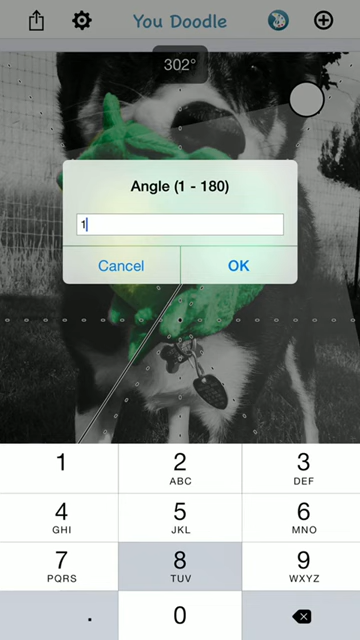 You Doodle
302°
Angle (1 - 180)
1
Cancel
OK
1
2
ABC
3
DEF
4
GHI
5
JKL
6
MNO
7
PQRS
8
TUV
9
WXYZ
.
0